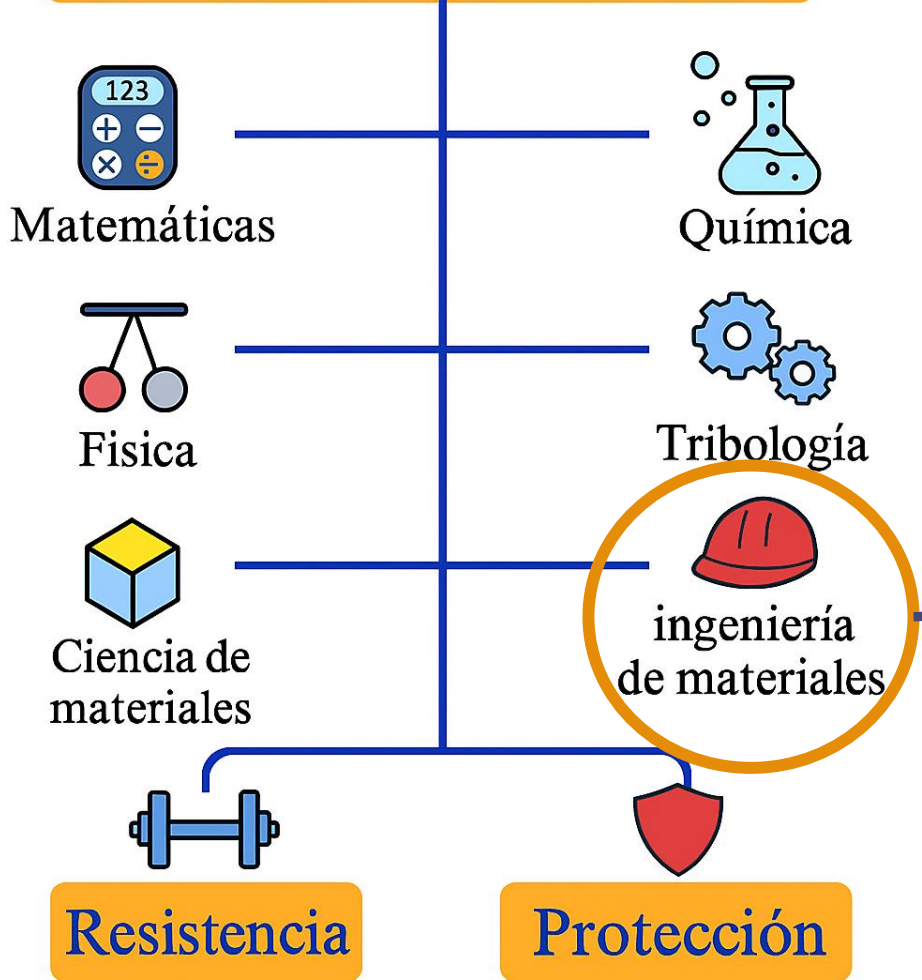 123
Matemáticas
Química
Fisica
Tribología
Ciencia de
materiales
ingeniería
de materiales
Resistencia
Protección